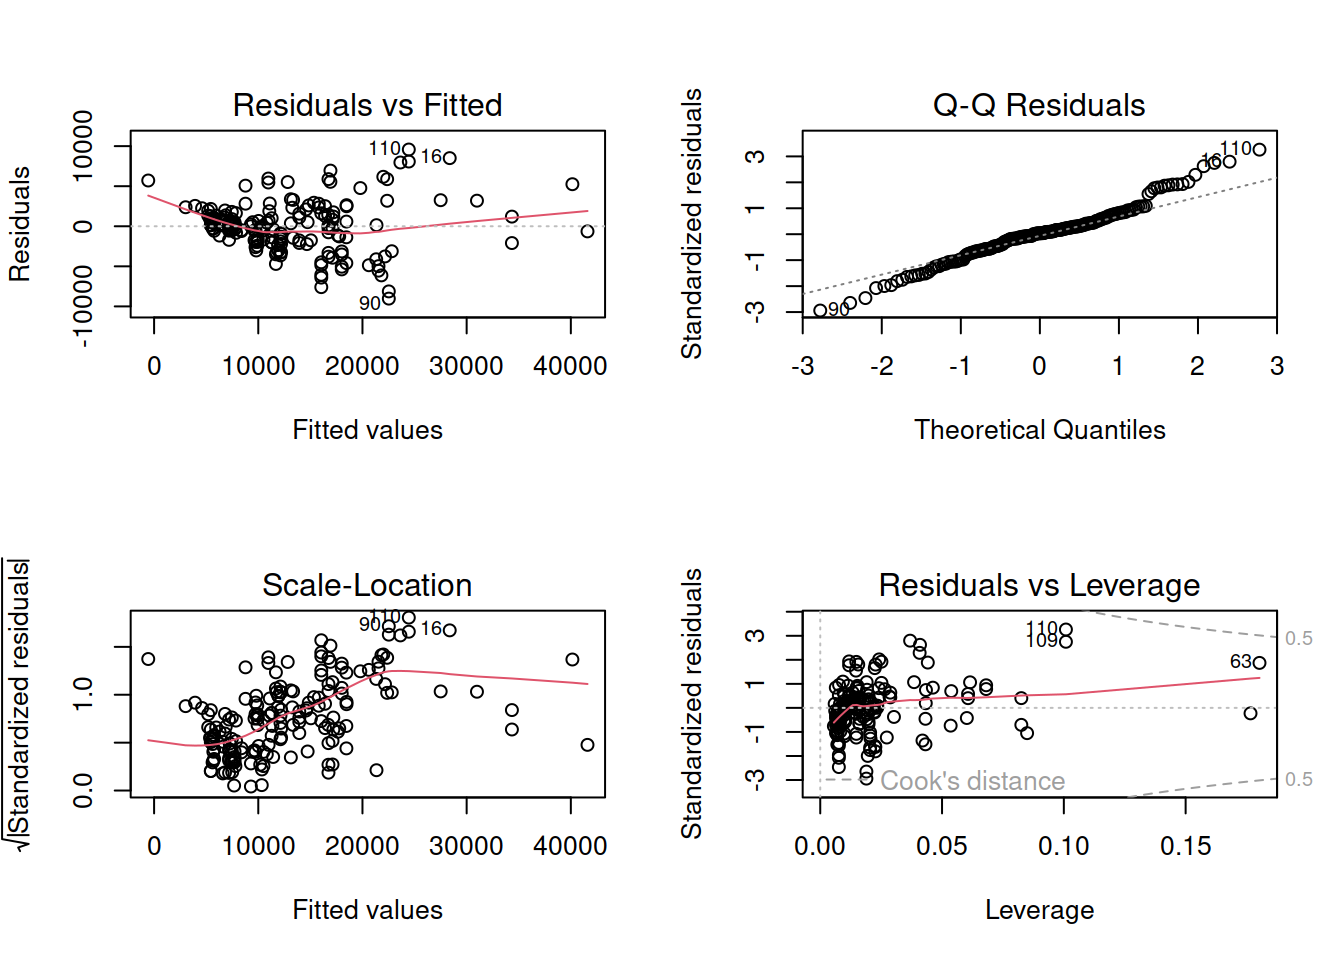 Residuals vs Fitted
Residuals
10000
0
-10000
110
16
90
0 10000 20000 30000 40000
Fitted values
Q-Q Residuals
Standardized residuals
3
1
-1
-3
110
16
90
-3 -2 -1 0 1 2 3
Theoretical Quantiles
Scale-Location
√|Standardized residuals|
1.0
0.0
110
90
16
0 10000 20000 30000 40000
Fitted values
Residuals vs Leverage
Standardized residuals
3
1
-1
-3
110
109
63
0.5
0.5
Cook's distance
0.00 0.05 0.10 0.15
Leverage